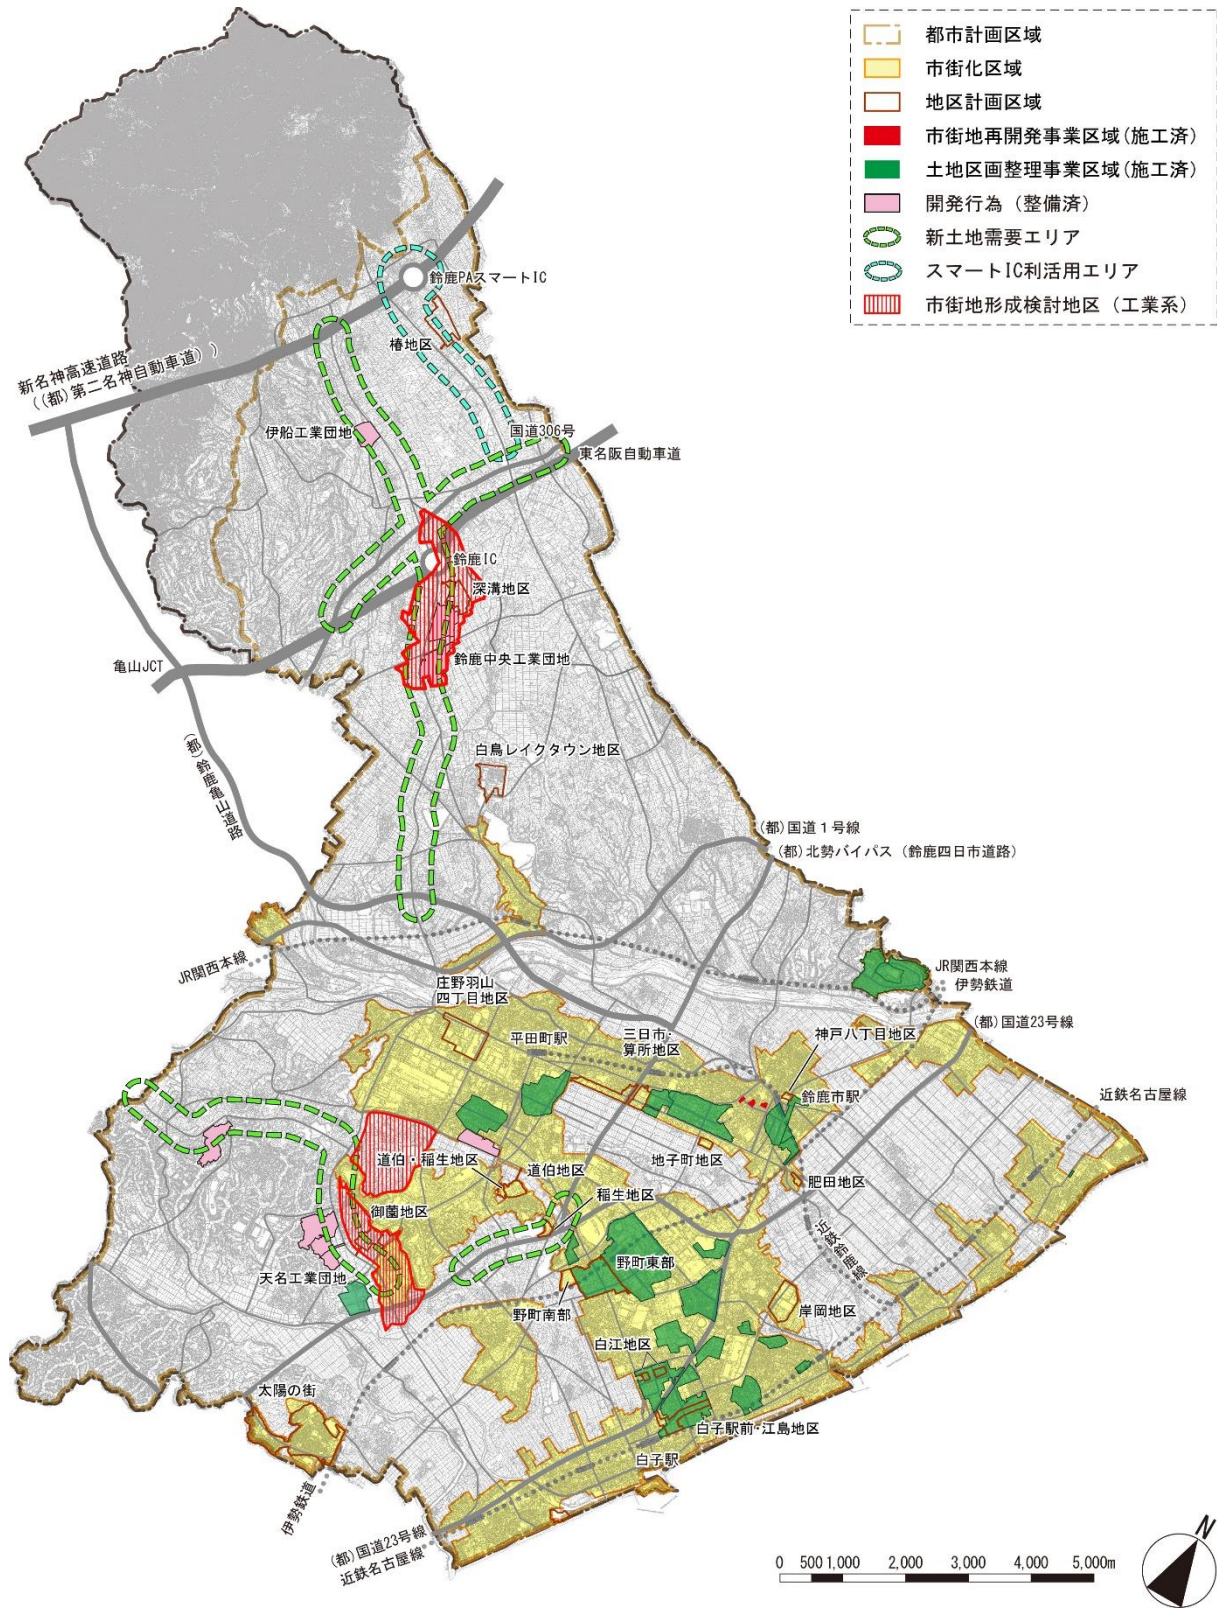 都市計画区域
市街化区域
地区計画区域
市街地再開発事業区域(施工済)
土地区画整理事業区域(施工済)
開発行為（整備済）
新土地需要エリア
スマートIC利活用エリア
市街地形成検討地区（工業系）
鈴鹿PAスマートIC
椿地区
新名神高速道路
((都)第二名神自動車道))
伊船工業団地
国道306号
東名阪自動車道
鈴鹿IC
深溝地区
鈴鹿中央工業団地
亀山JCT
(都)鈴鹿亀山道路
白鳥レイクタウン地区
(都)国道１号線
(都)北勢バイパス（鈴鹿四日市道路）
JR関西本線
JR関西本線
伊勢鉄道
庄野羽山
四丁目地区
(都)国道23号線
平田町駅
三日市・
算所地区
神戸八丁目地区
鈴鹿市駅
近鉄名古屋線
道伯・稲生地区
道伯地区
地子町地区
肥田地区
稲生地区
御薗地区
近鉄鈴鹿線
野町東部
天名工業団地
野町南部
岸岡地区
白江地区
太陽の街
白子駅前・江島地区
白子駅
伊勢鉄道
(都)国道23号線
近鉄名古屋線
0 500 1,000 2,000 3,000 4,000 5,000m
N